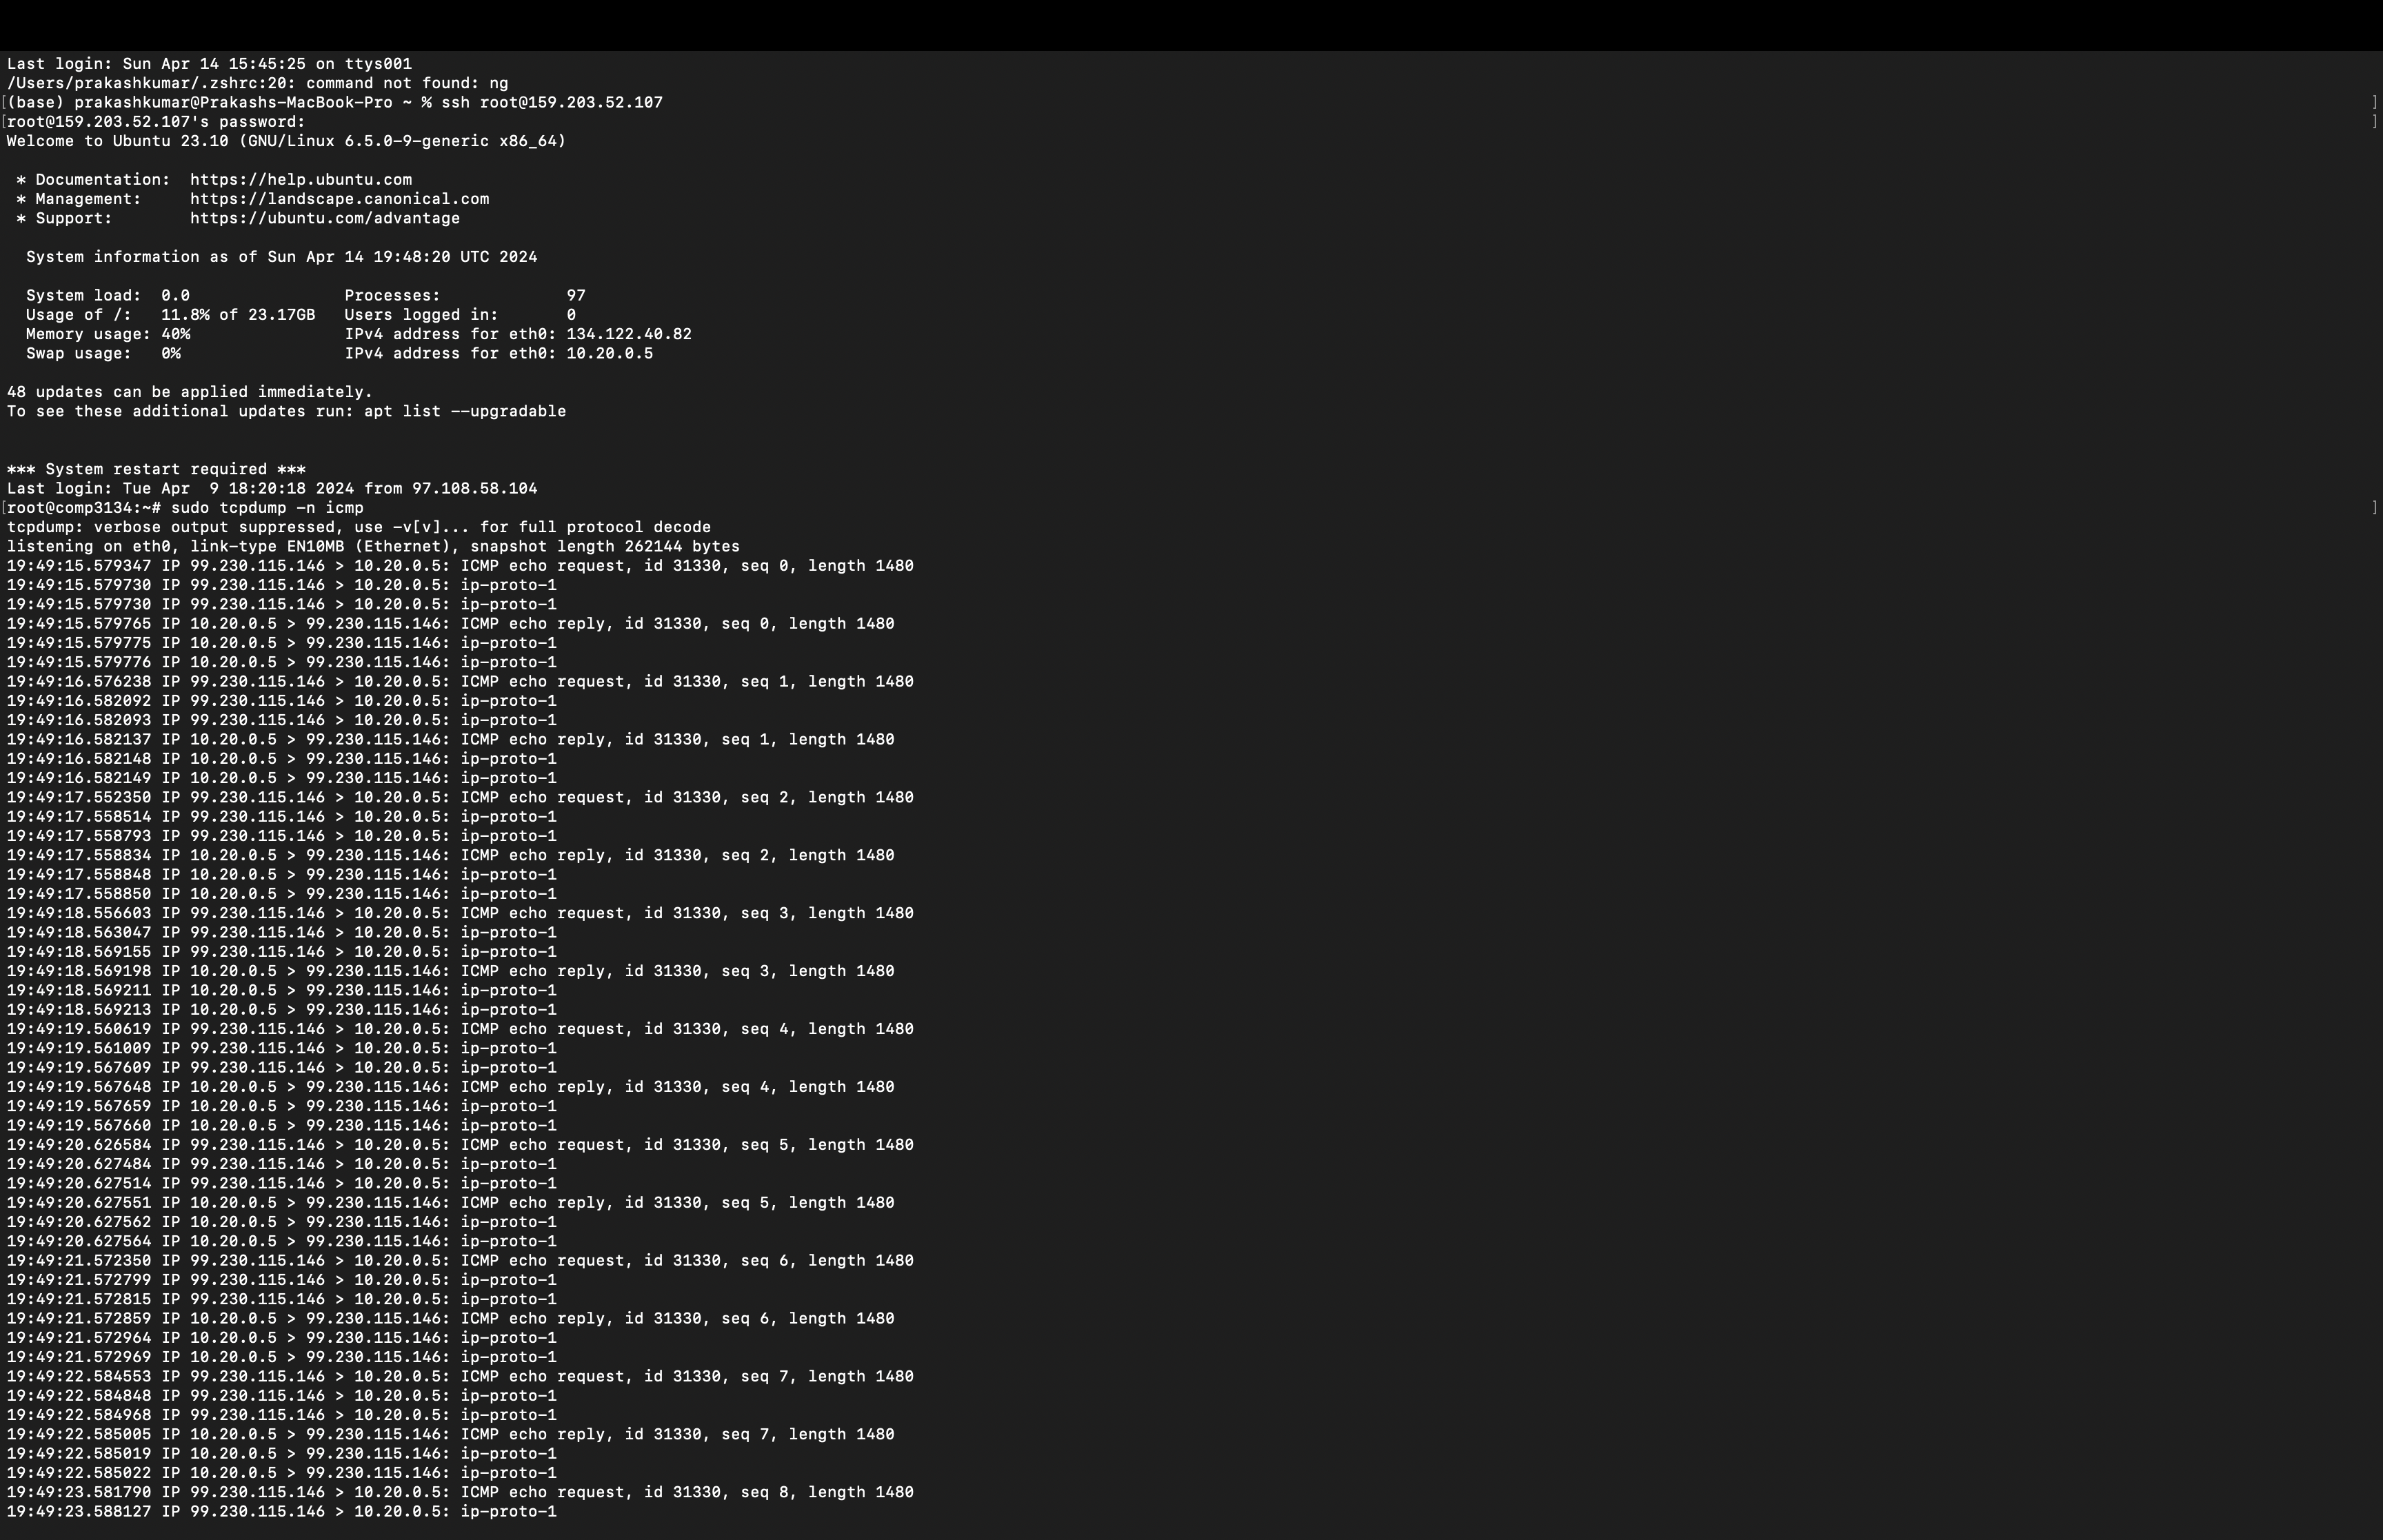 Last login: Sun Apr 14 15:45:25 on ttys001
/Users/prakashkumar/.zshrc:20: command not found: ng
[(base) prakashkumar@Prakashs-MacBook-Pro ~ % ssh root@159.203.52.107 ]
[root@159.203.52.107's password: ]
Welcome to Ubuntu 23.10 (GNU/Linux 6.5.0-9-generic x86_64)
* Documentation:  https://help.ubuntu.com
* Management:     https://landscape.canonical.com
* Support:        https://ubuntu.com/advantage
System information as of Sun Apr 14 19:48:20 UTC 2024
System load:  0.0                Processes:             97
Usage of /:   11.8% of 23.17GB   Users logged in:       0
Memory usage: 40%                IPv4 address for eth0: 134.122.40.82
Swap usage:   0%                 IPv4 address for eth0: 10.20.0.5
48 updates can be applied immediately.
To see these additional updates run: apt list --upgradable
*** System restart required ***
Last login: Tue Apr  9 18:20:18 2024 from 97.108.58.104
[root@comp3134:~# sudo tcpdump -n icmp ]
tcpdump: verbose output suppressed, use -v[v]... for full protocol decode
listening on eth0, link-type EN10MB (Ethernet), snapshot length 262144 bytes
19:49:15.579347 IP 99.230.115.146 > 10.20.0.5: ICMP echo request, id 31330, seq 0, length 1480
19:49:15.579730 IP 99.230.115.146 > 10.20.0.5: ip-proto-1
19:49:15.579730 IP 99.230.115.146 > 10.20.0.5: ip-proto-1
19:49:15.579765 IP 10.20.0.5 > 99.230.115.146: ICMP echo reply, id 31330, seq 0, length 1480
19:49:15.579775 IP 10.20.0.5 > 99.230.115.146: ip-proto-1
19:49:15.579776 IP 10.20.0.5 > 99.230.115.146: ip-proto-1
19:49:16.576238 IP 99.230.115.146 > 10.20.0.5: ICMP echo request, id 31330, seq 1, length 1480
19:49:16.582092 IP 99.230.115.146 > 10.20.0.5: ip-proto-1
19:49:16.582093 IP 99.230.115.146 > 10.20.0.5: ip-proto-1
19:49:16.582137 IP 10.20.0.5 > 99.230.115.146: ICMP echo reply, id 31330, seq 1, length 1480
19:49:16.582148 IP 10.20.0.5 > 99.230.115.146: ip-proto-1
19:49:16.582149 IP 10.20.0.5 > 99.230.115.146: ip-proto-1
19:49:17.552350 IP 99.230.115.146 > 10.20.0.5: ICMP echo request, id 31330, seq 2, length 1480
19:49:17.558514 IP 99.230.115.146 > 10.20.0.5: ip-proto-1
19:49:17.558793 IP 99.230.115.146 > 10.20.0.5: ip-proto-1
19:49:17.558834 IP 10.20.0.5 > 99.230.115.146: ICMP echo reply, id 31330, seq 2, length 1480
19:49:17.558848 IP 10.20.0.5 > 99.230.115.146: ip-proto-1
19:49:17.558850 IP 10.20.0.5 > 99.230.115.146: ip-proto-1
19:49:18.556603 IP 99.230.115.146 > 10.20.0.5: ICMP echo request, id 31330, seq 3, length 1480
19:49:18.563047 IP 99.230.115.146 > 10.20.0.5: ip-proto-1
19:49:18.569155 IP 99.230.115.146 > 10.20.0.5: ip-proto-1
19:49:18.569198 IP 10.20.0.5 > 99.230.115.146: ICMP echo reply, id 31330, seq 3, length 1480
19:49:18.569211 IP 10.20.0.5 > 99.230.115.146: ip-proto-1
19:49:18.569213 IP 10.20.0.5 > 99.230.115.146: ip-proto-1
19:49:19.560619 IP 99.230.115.146 > 10.20.0.5: ICMP echo request, id 31330, seq 4, length 1480
19:49:19.561009 IP 99.230.115.146 > 10.20.0.5: ip-proto-1
19:49:19.567609 IP 99.230.115.146 > 10.20.0.5: ip-proto-1
19:49:19.567648 IP 10.20.0.5 > 99.230.115.146: ICMP echo reply, id 31330, seq 4, length 1480
19:49:19.567659 IP 10.20.0.5 > 99.230.115.146: ip-proto-1
19:49:19.567660 IP 10.20.0.5 > 99.230.115.146: ip-proto-1
19:49:20.626584 IP 99.230.115.146 > 10.20.0.5: ICMP echo request, id 31330, seq 5, length 1480
19:49:20.627484 IP 99.230.115.146 > 10.20.0.5: ip-proto-1
19:49:20.627514 IP 99.230.115.146 > 10.20.0.5: ip-proto-1
19:49:20.627551 IP 10.20.0.5 > 99.230.115.146: ICMP echo reply, id 31330, seq 5, length 1480
19:49:20.627562 IP 10.20.0.5 > 99.230.115.146: ip-proto-1
19:49:20.627564 IP 10.20.0.5 > 99.230.115.146: ip-proto-1
19:49:21.572350 IP 99.230.115.146 > 10.20.0.5: ICMP echo request, id 31330, seq 6, length 1480
19:49:21.572799 IP 99.230.115.146 > 10.20.0.5: ip-proto-1
19:49:21.572815 IP 99.230.115.146 > 10.20.0.5: ip-proto-1
19:49:21.572859 IP 10.20.0.5 > 99.230.115.146: ICMP echo reply, id 31330, seq 6, length 1480
19:49:21.572964 IP 10.20.0.5 > 99.230.115.146: ip-proto-1
19:49:21.572969 IP 10.20.0.5 > 99.230.115.146: ip-proto-1
19:49:22.584553 IP 99.230.115.146 > 10.20.0.5: ICMP echo request, id 31330, seq 7, length 1480
19:49:22.584848 IP 99.230.115.146 > 10.20.0.5: ip-proto-1
19:49:22.584968 IP 99.230.115.146 > 10.20.0.5: ip-proto-1
19:49:22.585005 IP 10.20.0.5 > 99.230.115.146: ICMP echo reply, id 31330, seq 7, length 1480
19:49:22.585019 IP 10.20.0.5 > 99.230.115.146: ip-proto-1
19:49:22.585022 IP 10.20.0.5 > 99.230.115.146: ip-proto-1
19:49:23.581790 IP 99.230.115.146 > 10.20.0.5: ICMP echo request, id 31330, seq 8, length 1480
19:49:23.588127 IP 99.230.115.146 > 10.20.0.5: ip-proto-1